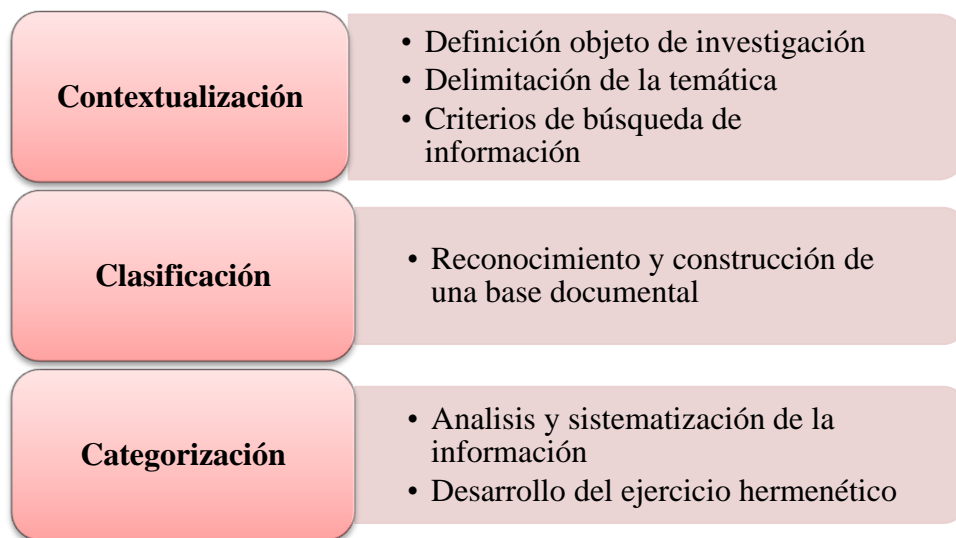 Contextualización
• Definición objeto de investigación
• Delimitación de la temática
• Criterios de búsqueda de
información
Clasificación
• Reconocimiento y construcción de
una base documental
Categorización
• Analisis y sistematización de la
información
• Desarrollo del ejercicio hermenético